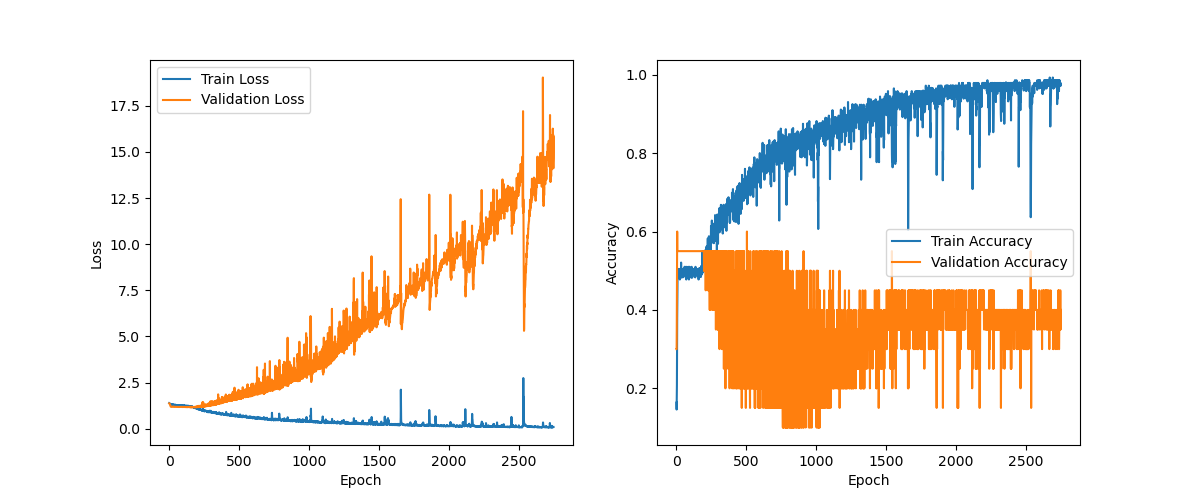 Train Loss
Validation Loss
17.5
15.0
12.5
10.0
7.5
5.0
2.5
0.0
Loss
0 500 1000 1500 2000 2500
Epoch
1.0
0.8
0.6
0.4
0.2
Accuracy
Train Accuracy
Validation Accuracy
0 500 1000 1500 2000 2500
Epoch